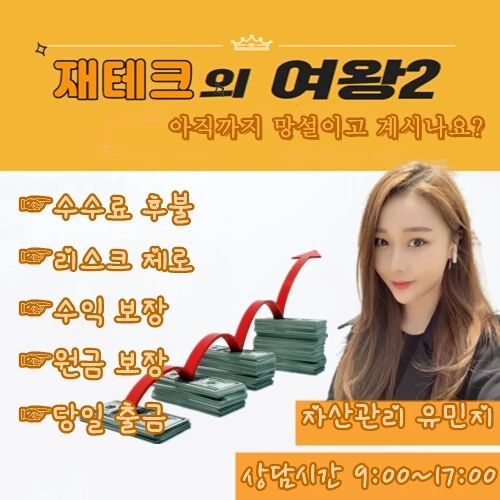 재테크의 여왕2
아직까지 망설이고 계시나요?
☞수수료 후불
☞리스크 제로
☞수익 보장
☞원금 보장
☞당일 출금
자산관리 유민지
상담시간 9:00~17:00